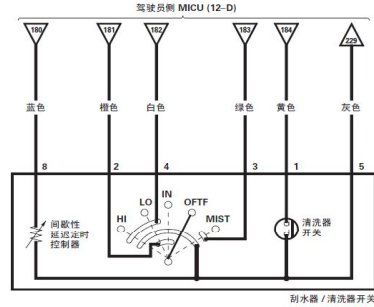 驾驶员侧 MICU (12-D)
180 181 182 183 184 229
蓝色 橙色 白色 绿色 黄色 灰色
8 2 4 3 1 5
LO IN OFTF
HI MIST
间歇性
延迟定时
控制器
清洗器
开关
刮水器 / 清洗器开关